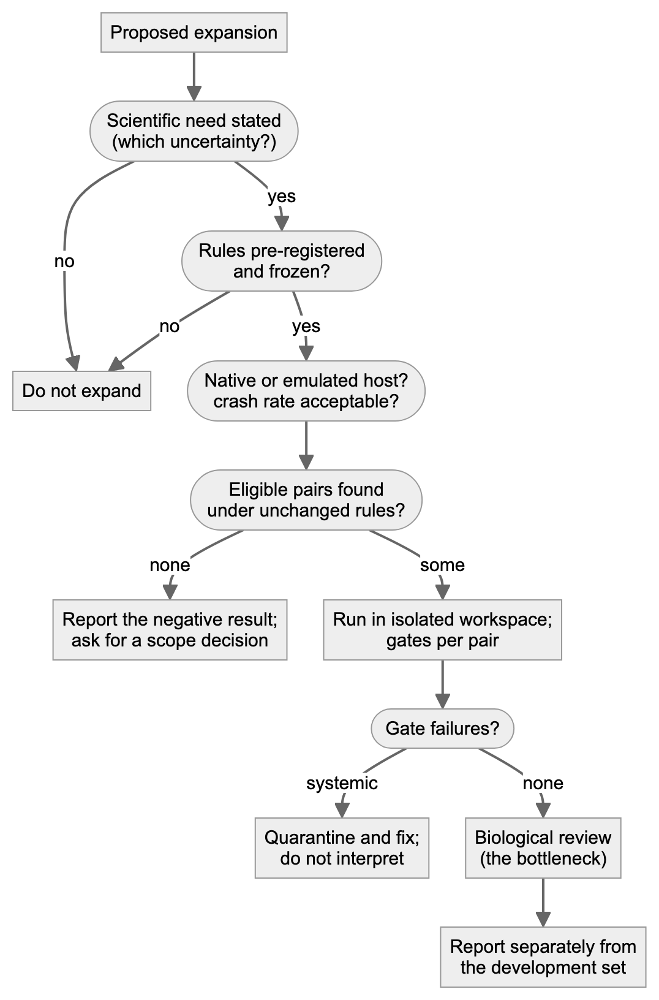 Proposed expansion
Scientific need stated
(which uncertainty?)
yes
Rules pre-registered
and frozen?
no
no
yes
Native or emulated host?
crash rate acceptable?
Do not expand
Eligible pairs found
under unchanged rules?
none
some
Report the negative result;
ask for a scope decision
Run in isolated workspace;
gates per pair
Gate failures?
systemic
none
Quarantine and fix;
do not interpret
Biological review
(the bottleneck)
Report separately from
the development set